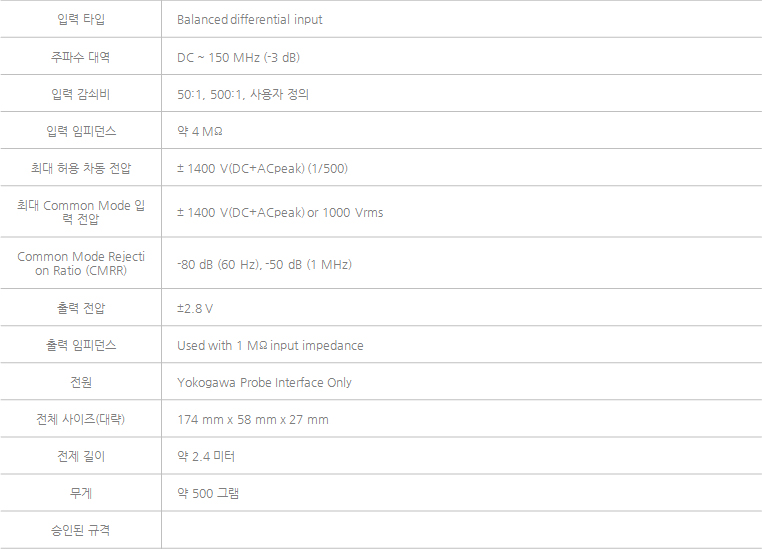 입력 타입
Balanced differential input
주파수 대역
DC ~ 150 MHz (-3 dB)
입력 감쇠비
50:1, 500:1, 사용자 정의
입력 임피던스
약 4 MΩ
최대 허용 차동 전압
± 1400 V(DC+ACpeak) (1/500)
최대 Common Mode 입
력 전압
± 1400 V(DC+ACpeak) or 1000 Vrms
Common Mode Rejecti
on Ratio (CMRR)
-80 dB (60 Hz), -50 dB (1 MHz)
출력 전압
±2.8 V
출력 임피던스
Used with 1 MΩ input impedance
전원
Yokogawa Probe Interface Only
전체 사이즈(대략)
174 mm x 58 mm x 27 mm
전제 길이
약 2.4 미터
무게
약 500 그램
승인된 규격